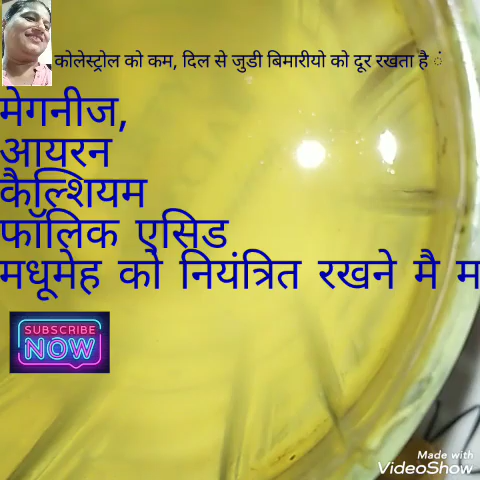 कोलेस्ट्रोल को कम, दिल से जुडी बिमारीयो को दूर रखता है ं
मेगनीज,
आयरन
कैल्शियम
फॉलिक एसिड
मधूमेह को नियंत्रित रखने मै म
SUBSCRIBE
NOW
Made with
VideoShow